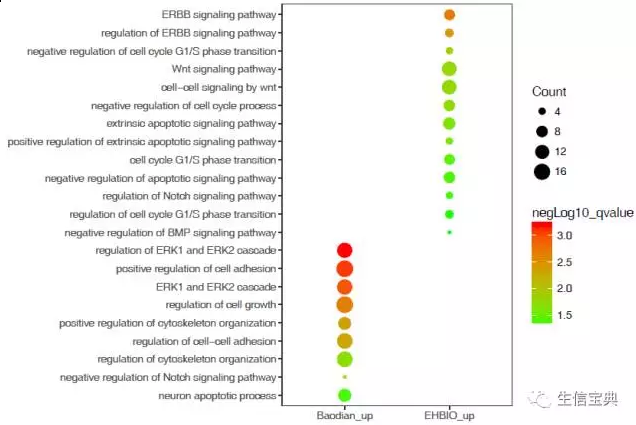 ERBB signaling pathway
regulation of ERBB signaling pathway
negative regulation of cell cycle G1/S phase transition
Wnt signaling pathway
cell-cell signaling by wnt
negative regulation of cell cycle process
extrinsic apoptotic signaling pathway
positive regulation of extrinsic apoptotic signaling pathway
cell cycle G1/S phase transition
negative regulation of apoptotic signaling pathway
regulation of Notch signaling pathway
regulation of cell cycle G1/S phase transition
negative regulation of BMP signaling pathway
regulation of ERK1 and ERK2 cascade
positive regulation of cell adhesion
ERK1 and ERK2 cascade
regulation of cell growth
positive regulation of cytoskeleton organization
regulation of cell-cell adhesion
regulation of cytoskeleton organization
negative regulation of Notch signaling pathway
neuron apoptotic process
Baodian_up
EHBIO_up
Count
4
8
12
16
negLog10_qvalue
3.0
2.5
2.0
1.5
生信宝典